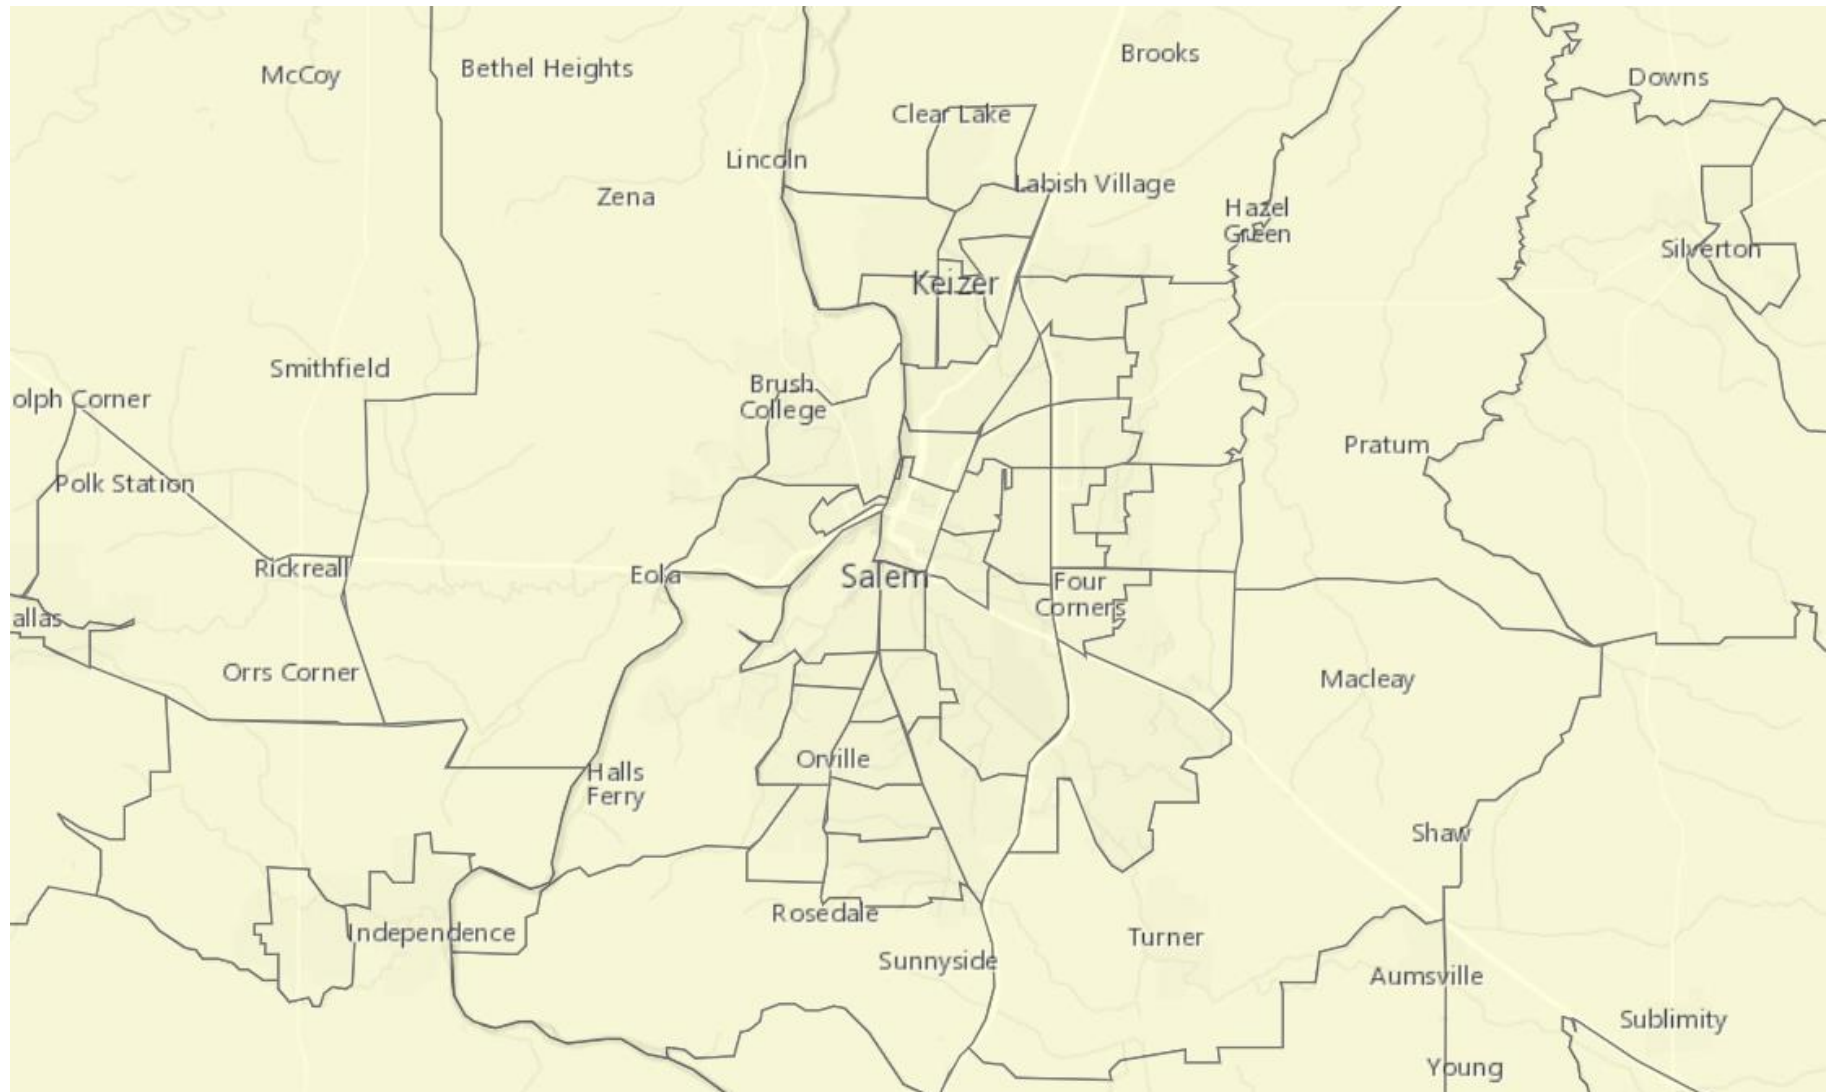 Brooks
McCoy
Bethel Heights
Downs
Clear Lake
Lincoln
Labish Village
Zena
Hazel
Green
Silverton
Keizer
Smithfield
Brush
College
olph Corner
Pratum
Polk Station
Rickreall
Eola
Salem
Four
Corners
allas
Orrs Corner
Macleay
Orville
Halls
Ferry
Shaw
Rosedale
Independence
Turner
Sunnyside
Aumsville
Sublimity
Young